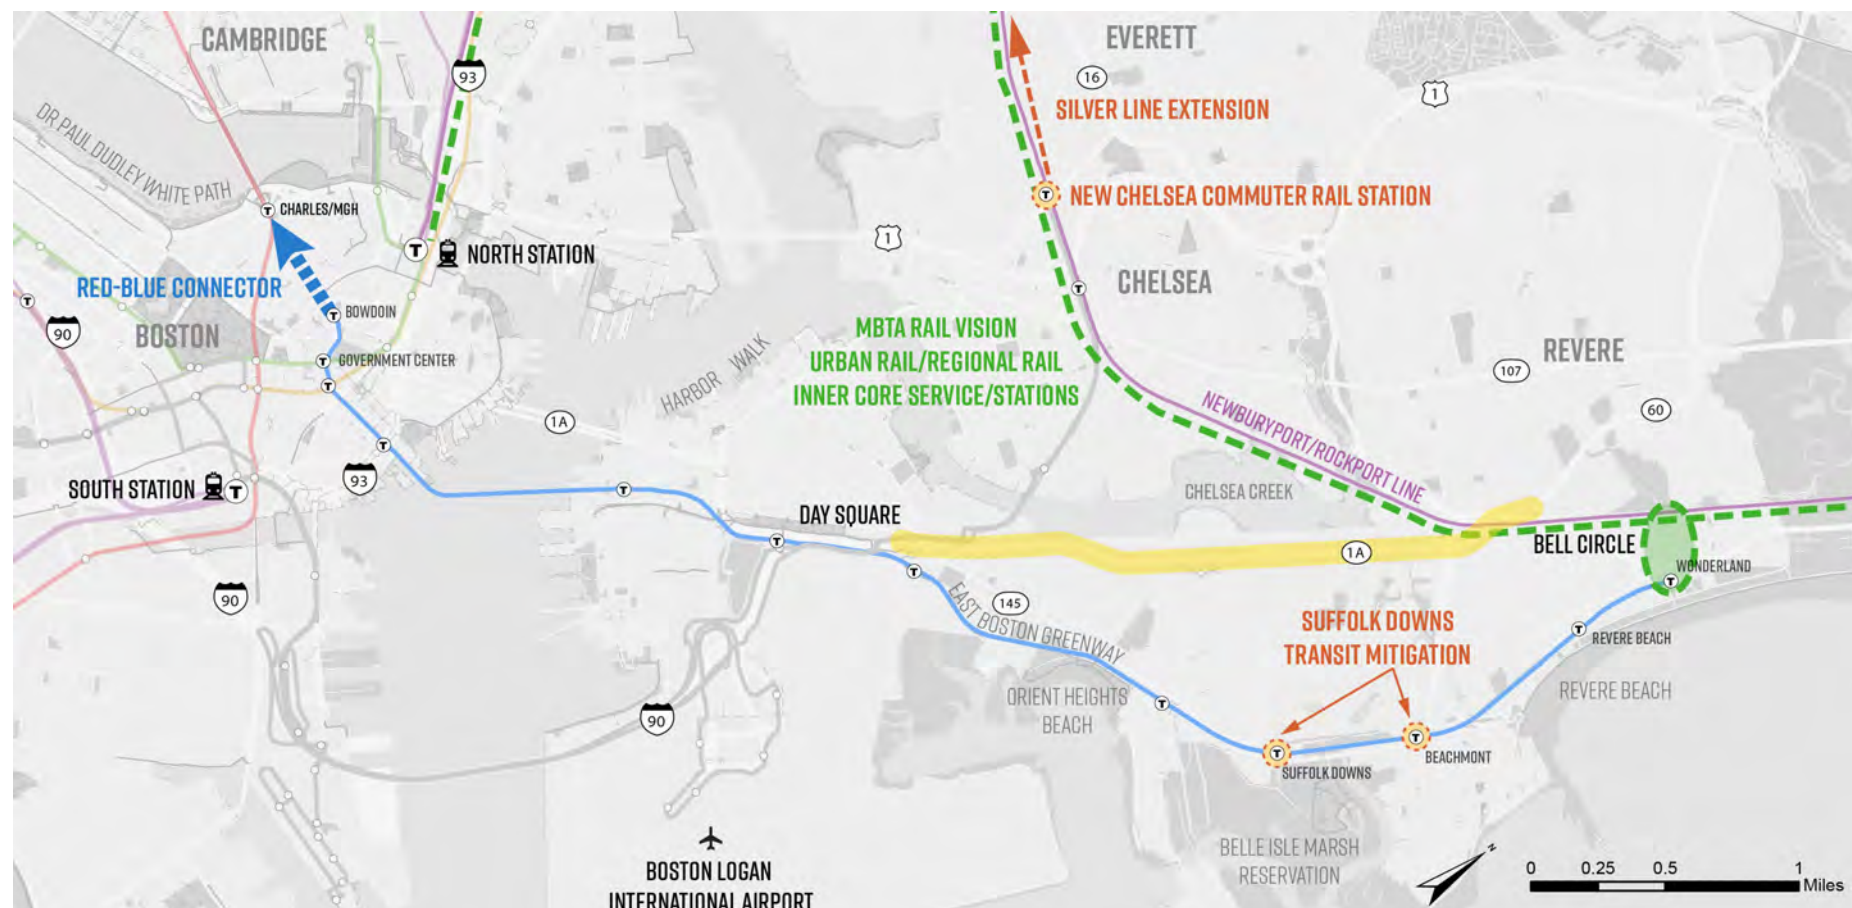 CAMBRIDGE
93
EVERETT
16
1
SILVER LINE EXTENSION
DR PAUL DUDLEY WHITE PATH
T
NEW CHELSEA COMMUTER RAIL STATION
T
CHARLES/MGH
T
NORTH STATION
1
CHELSEA
T
RED-BLUE CONNECTOR
T
BOWDOIN
T
90
BOSTON
MBTA RAIL VISION
URBAN RAIL/REGIONAL RAIL
INNER CORE SERVICE/STATIONS
HARBOR WALK
REVERE
T
GOVERNMENT CENTER
T
107
60
1A
NEWBURYPORT/ROCKPORT LINE
T
93
SOUTH STATION
T
T
CHELSEA CREEK
DAY SQUARE
T
1A
BELL CIRCLE
WONDERLAND
T
T
90
145
EAST BOSTON GREENWAY
SUFFOLK DOWNS
TRANSIT MITIGATION
T
REVERE BEACH
REVERE BEACH
ORIENT HEIGHTS
BEACH
T
90
T
BEACHMONT
T
SUFFOLK DOWNS
BELLE ISLE MARSH
RESERVATION
BOSTON LOGAN
INTERNATIONAL AIRPORT
N
0 0.25 0.5 1
Miles